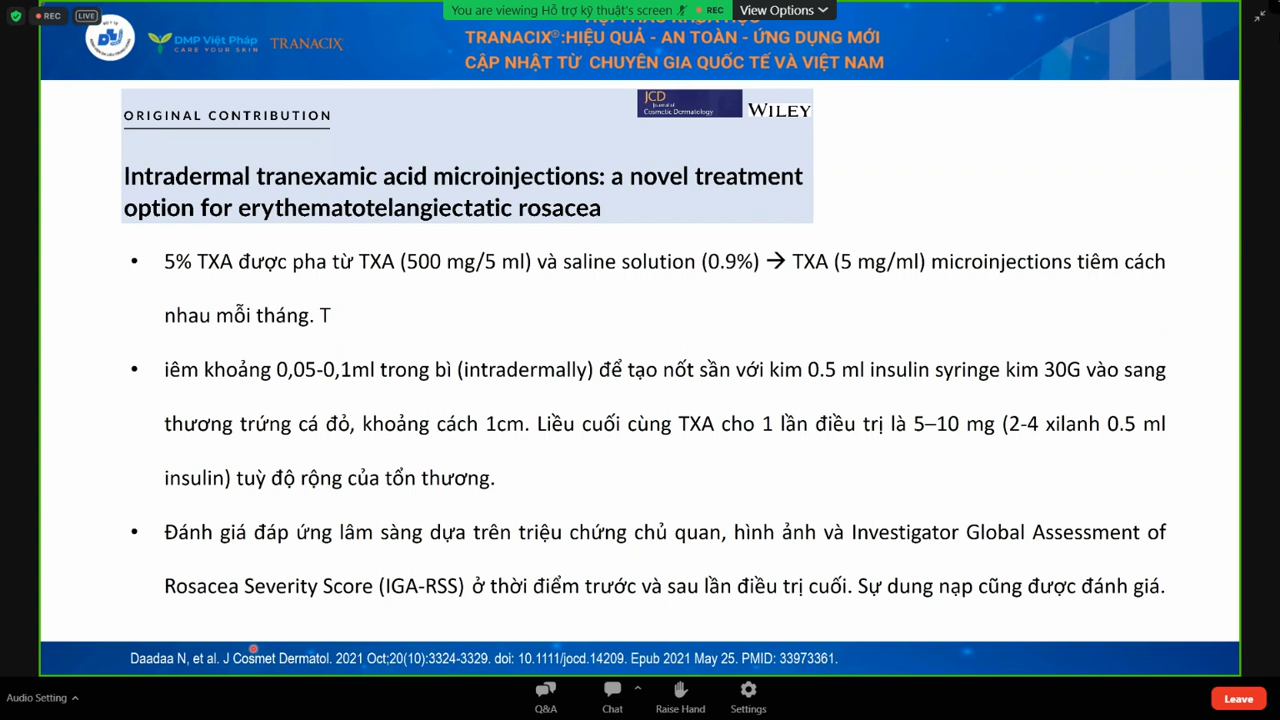 REC
LIVE
You are viewing Hỗ trợ kỹ thuật's screen
REC
View Options
DMP Việt Pháp
CARE YOUR SKIN
TRANACIX
HỘI THẢO KHOA HỌC
TRANACIX®:HIỆU QUẢ - AN TOÀN - ỨNG DỤNG MỚI
CẬP NHẬT TỪ CHUYÊN GIA QUỐC TẾ VÀ VIỆT NAM
ORIGINAL CONTRIBUTION
JCD
Journal of
Cosmetic Dermatology
WILEY
Intradermal tranexamic acid microinjections: a novel treatment
option for erythematotelangiectatic rosacea
• 5% TXA được pha từ TXA (500 mg/5 ml) và saline solution (0.9%) → TXA (5 mg/ml) microinjections tiêm cách
nhau mỗi tháng. T
• iêm khoảng 0,05-0,1ml trong bì (intradermally) để tạo nốt sần với kim 0.5 ml insulin syringe kim 30G vào sang
thương trứng cá đỏ, khoảng cách 1cm. Liều cuối cùng TXA cho 1 lần điều trị là 5–10 mg (2-4 xilanh 0.5 ml
insulin) tuỳ độ rộng của tổn thương.
• Đánh giá đáp ứng lâm sàng dựa trên triệu chứng chủ quan, hình ảnh và Investigator Global Assessment of
Rosacea Severity Score (IGA-RSS) ở thời điểm trước và sau lần điều trị cuối. Sự dung nạp cũng được đánh giá.
Daadaa N, et al. J Cosmet Dermatol. 2021 Oct;20(10):3324-3329. doi: 10.1111/jocd.14209. Epub 2021 May 25. PMID: 33973361.
Audio Setting
Q&A
Chat
Raise Hand
Settings
Leave